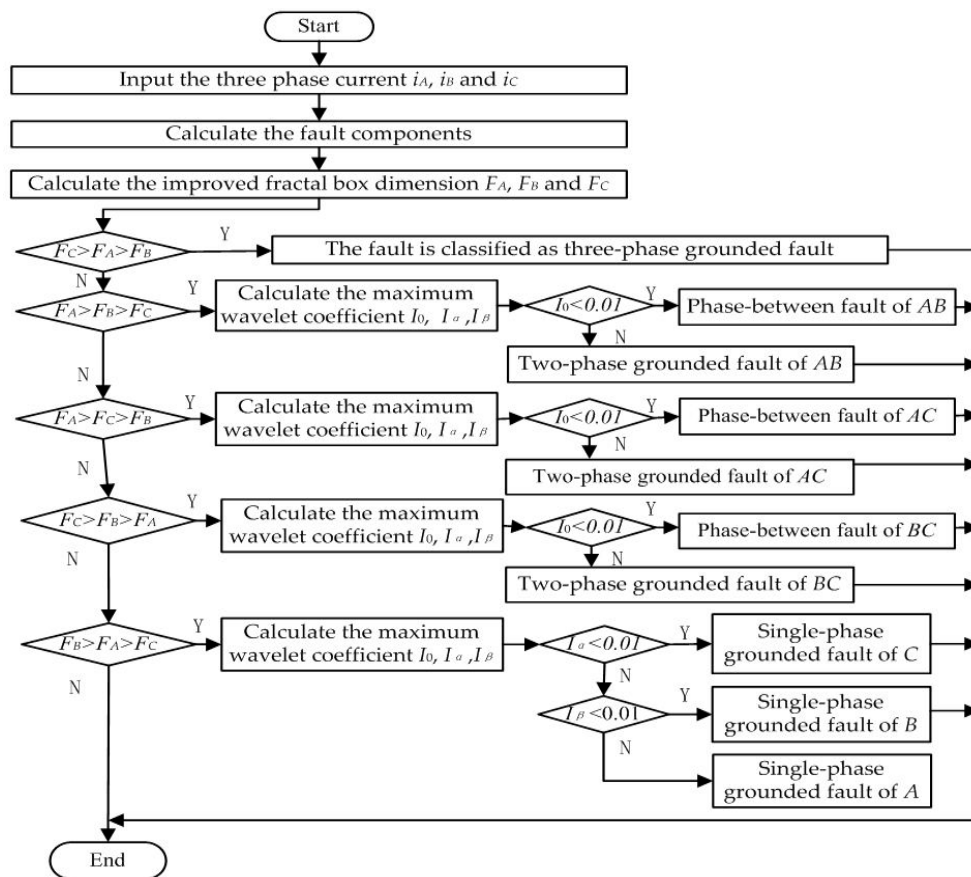 Start
Input the three phase current iA, iB and iC
Calculate the fault components
Calculate the improved fractal box dimension FA, FB and FC
FC>FA>FB
Y
The fault is classified as three-phase grounded fault
N
FA>FB>FC
Y
Calculate the maximum
wavelet coefficient I0, Iα,Iβ
I0<0.01
Y
Phase-between fault of AB
N
Two-phase grounded fault of AB
N
FA>FC>FB
Y
Calculate the maximum
wavelet coefficient I0, Iα,Iβ
I0<0.01
Y
Phase-between fault of AC
N
Two-phase grounded fault of AC
N
FC>FB>FA
Y
Calculate the maximum
wavelet coefficient I0, Iα,Iβ
I0<0.01
Y
Phase-between fault of BC
N
Two-phase grounded fault of BC
N
FB>FA>FC
Y
Calculate the maximum
wavelet coefficient I0, Iα,Iβ
Iα<0.01
Y
Single-phase
grounded fault of C
N
N
Iβ<0.01
Y
Single-phase
grounded fault of B
N
Single-phase
grounded fault of A
End